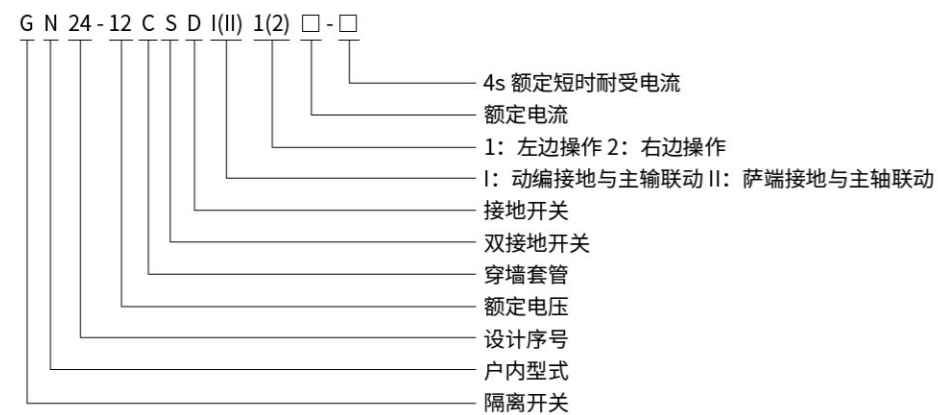 G N 24 - 12 C S D I(II) 1(2) □ - □
4s 额定短时耐受电流
额定电流
1：左边操作 2：右边操作
I：动编接地与主输联动 II：萨端接地与主轴联动
接地开关
双接地开关
穿墙套管
额定电压
设计序号
户内型式
隔离开关